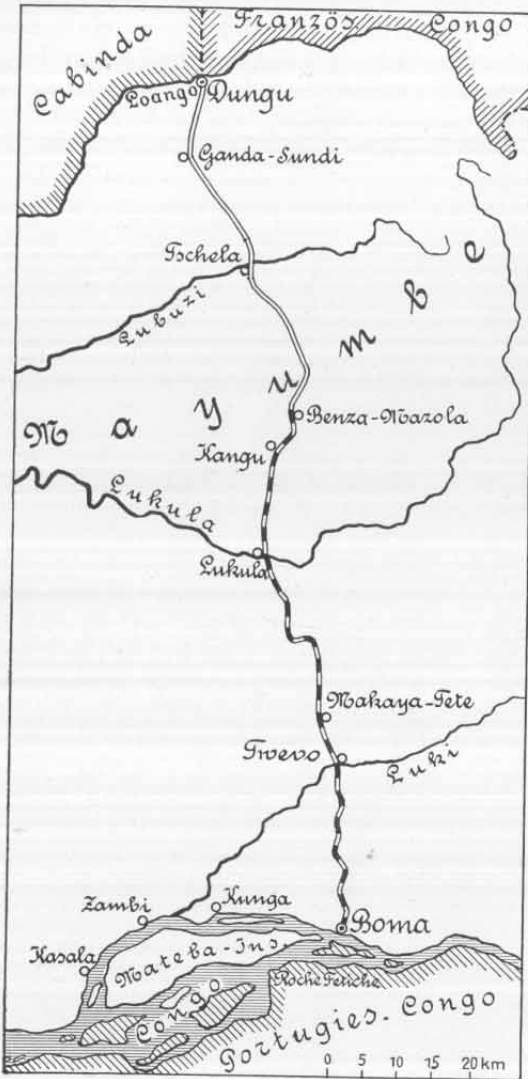 Französ Congo
Cabinda
Loango
Dungu
Ganda-Sundi
Tschela
Lubuzi
Mayumbe
Benza-Mazola
Kangu
Lukula
Lukula
Makaya-Tete
Twevo
Luki
Kunga
Zambi
Boma
Kasala
Mateba-Ins.
Roche Fetiche
Congo
Portugies. Congo
0 5 10 15 20 km